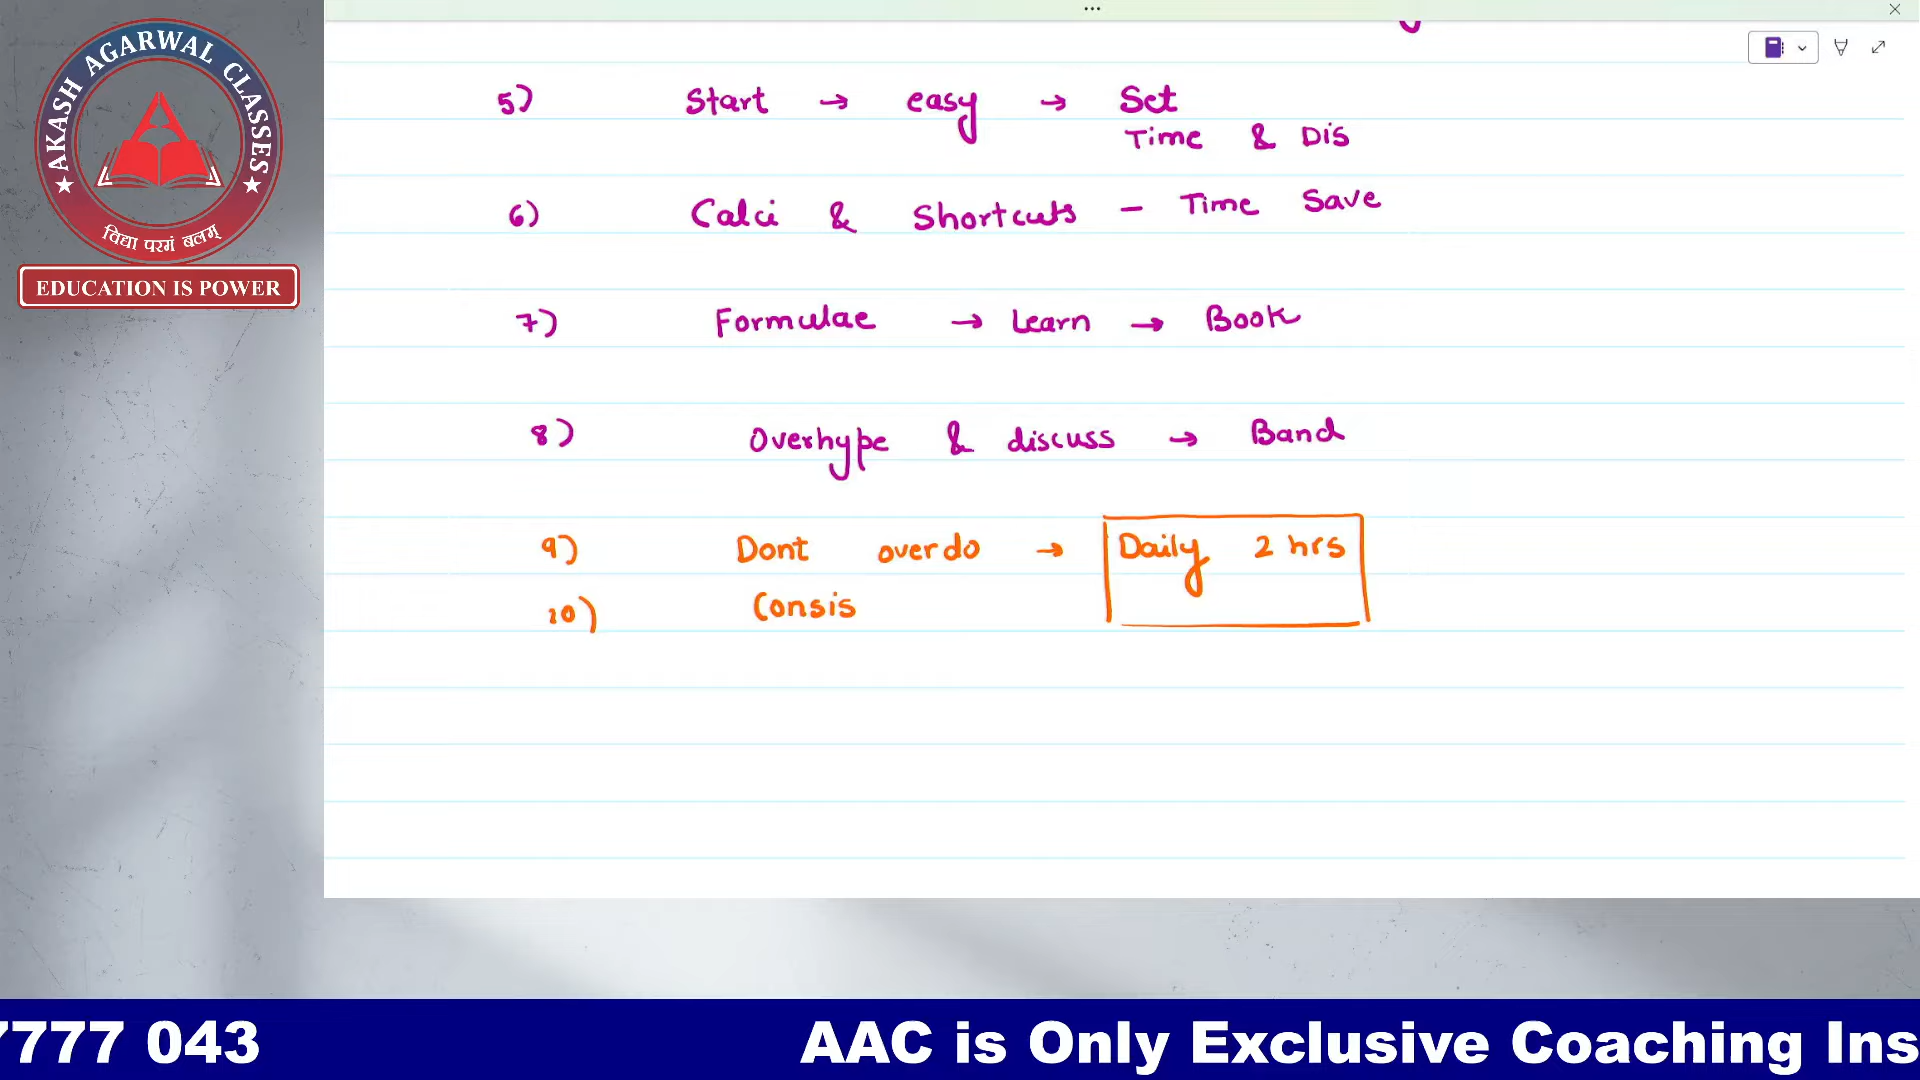 AKASH AGARWAL CLASSES
विद्या परमं बलम्
EDUCATION IS POWER
5) Start → easy → Set
Time & Dis
6) Calci & Shortcuts - Time Save
7) Formulae → Learn → Book
8) Overhype & discuss → Band
9) Dont overdo → Daily 2 hrs
10) Consis
7777 043 AAC is Only Exclusive Coaching Ins